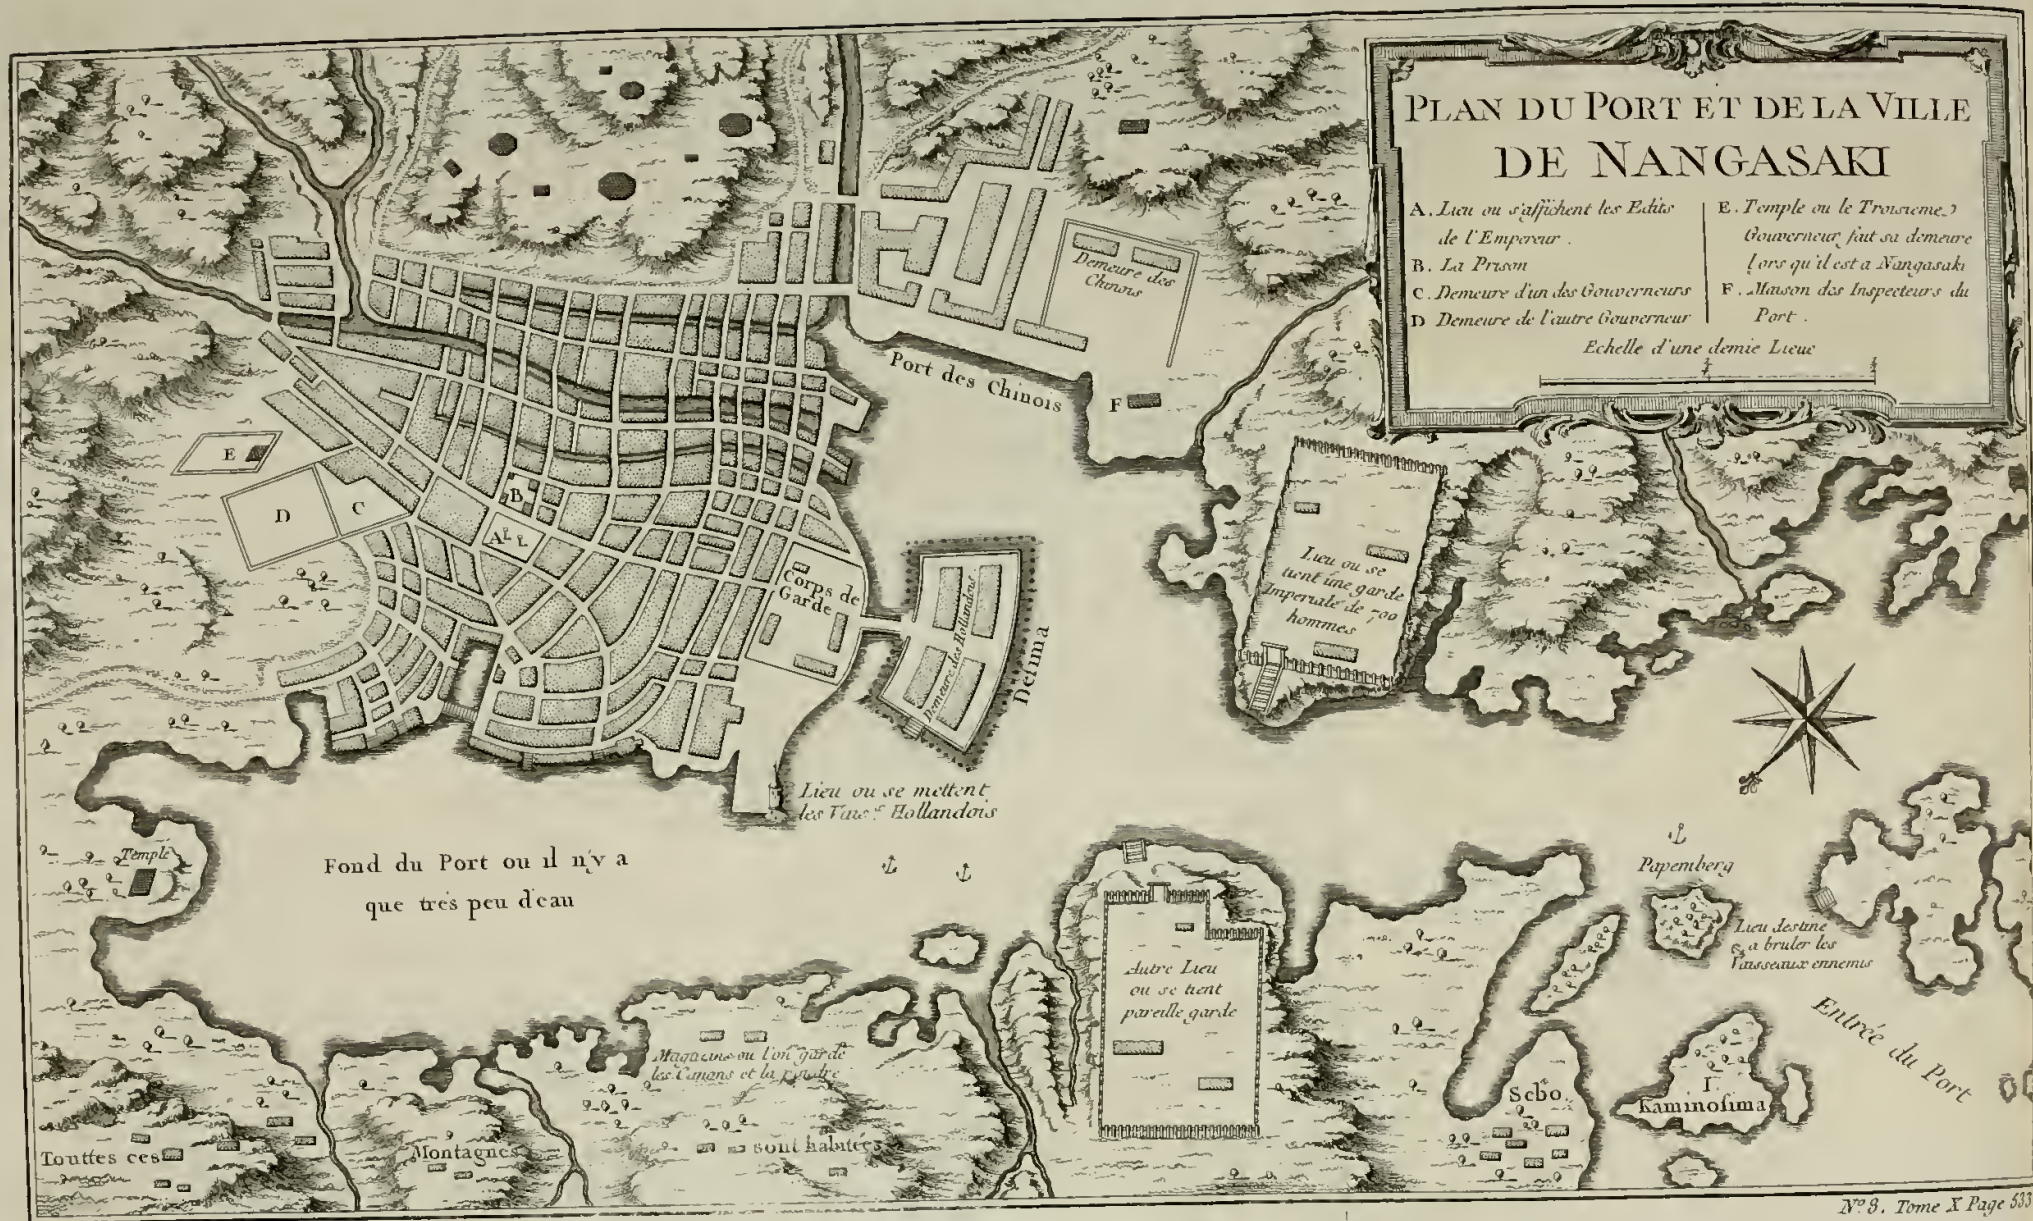 PLAN DU PORT ET DE LA VILLE
DE NANGASAKI
A. Lieu ou s'affichent les Edits
de l'Empereur.
B. La Prison
C. Demeure d'un des Gouverneurs
D Demeure de l'autre Gouverneur
E. Temple ou le Troisieme
Gouverneur fait sa demeure
lors qu'il est a Nangasaki
F. Maison des Inspecteurs du
Port.
Echelle d'une demie Lieue
Demeure des
Chinois
Port des Chinois
F
E
D
C
B
A
Corps de
Garde
Demeure des Hollandois
Desima
Lieu ou se
tient une garde
Imperiale de 700
hommes
Lieu ou se mettent
les Hollandois
Temple
Fond du Port ou il n'y a
que tres peu d'eau
Papemberg
Lieu destine
a bruler les
Vaisseaux ennemis
Autre Lieu
ou se tient
pareille garde
Entrée du Port
Magazins ou l'on garde
les Canons et la poudre
Scbo
I.
Kaminosima
Touttes ces
Montagnes
sont habitées
No. 8. Tome X Page 533